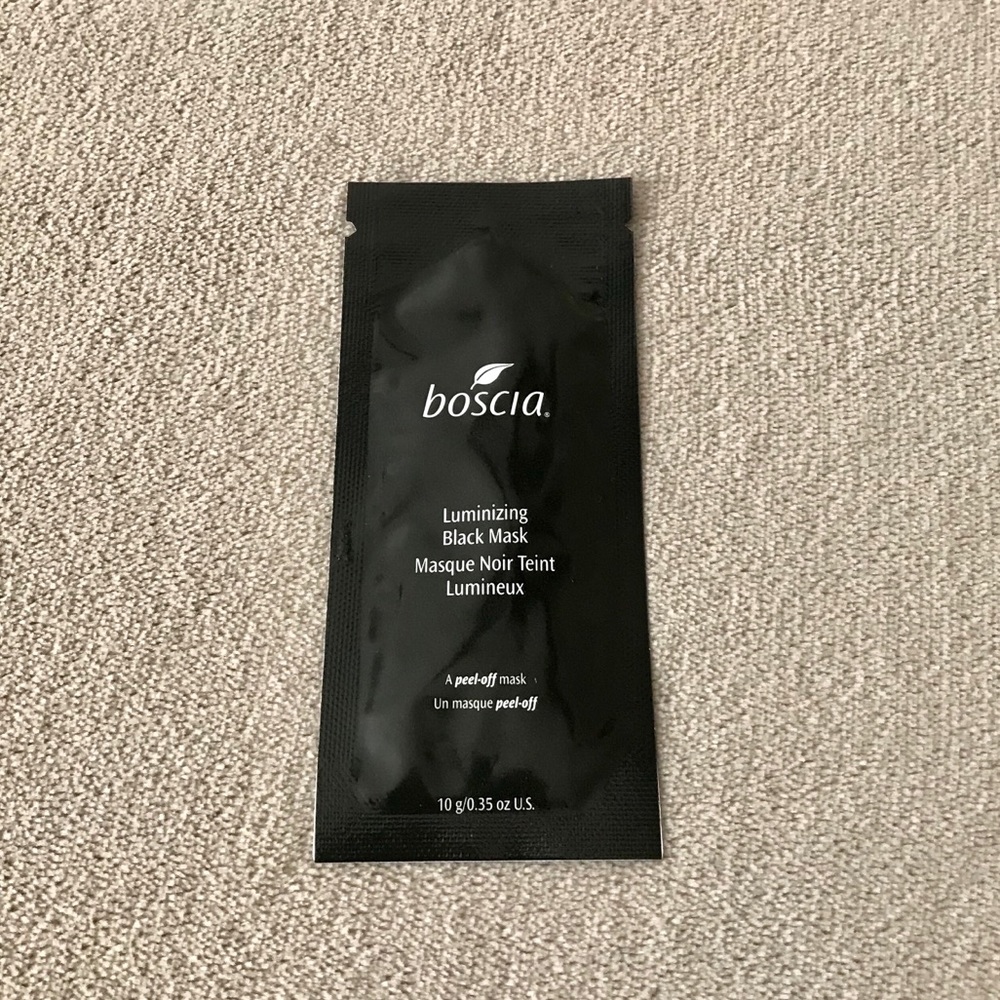 boscia®
Luminizing
Black Mask
Masque Noir Teint
Lumineux
A peel-off mask
Un masque peel-off
10 g/0.35 oz U.S.